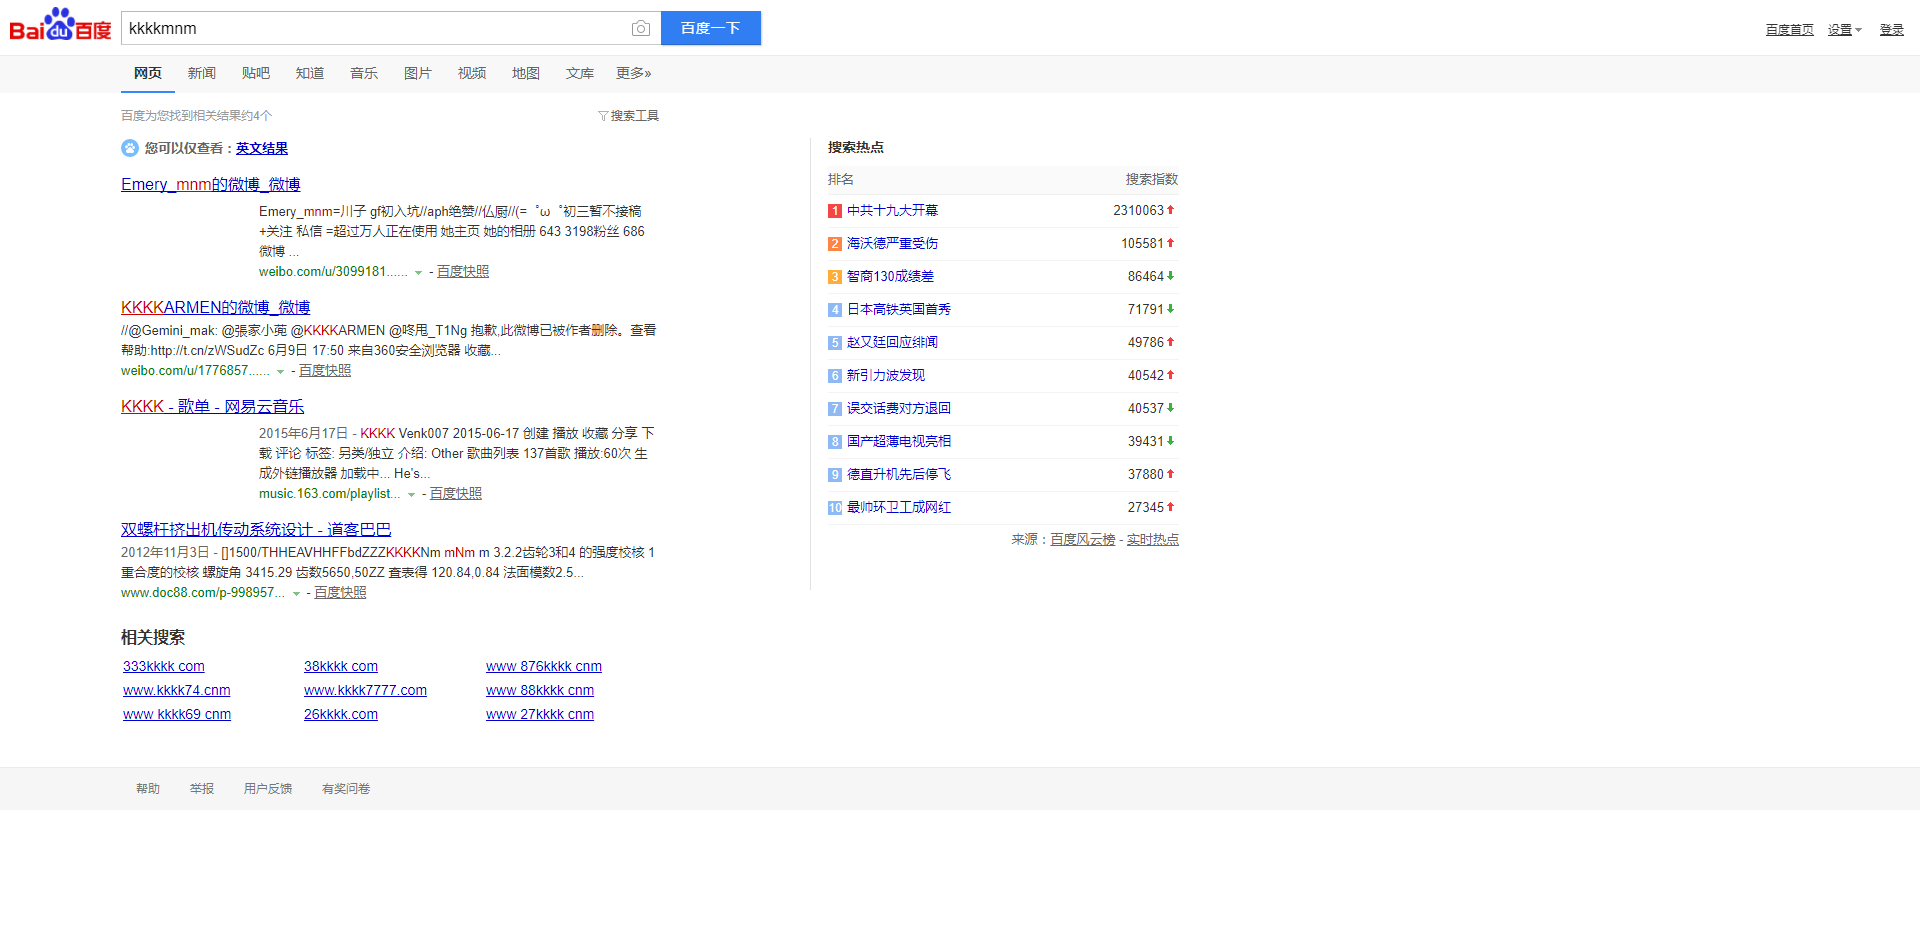 Bai du 百度
kkkkmnm
百度一下
百度首页 设置 登录
网页 新闻 贴吧 知道 音乐 图片 视频 地图 文库 更多»
百度为您找到相关结果约4个
搜索工具
您可以仅查看：英文结果
Emery_mnm的微博_微博
Emery_mnm=川子 gf初入坑//aph绝赞//仏厨//(=゜ω゜初三暂不接稿
+关注 私信 =超过万人正在使用 她主页 她的相册 643 3198粉丝 686
微博 ...
weibo.com/u/3099181...... - 百度快照
KKKKARMEN的微博_微博
//@Gemini_mak: @張家小蔸 @KKKKARMEN @咚甩_T1Ng 抱歉,此微博已被作者删除。查看
帮助:http://t.cn/zWSudZc 6月9日 17:50 来自360安全浏览器 收藏...
weibo.com/u/1776857...... - 百度快照
KKKK - 歌单 - 网易云音乐
2015年6月17日 - KKKK Venk007 2015-06-17 创建 播放 收藏 分享 下
载 评论 标签: 另类/独立 介绍: Other 歌曲列表 137首歌 播放:60次 生
成外链播放器 加载中... He's...
music.163.com/playlist... - 百度快照
双螺杆挤出机传动系统设计 - 道客巴巴
2012年11月3日 - []1500/THHEAVHHFFbdZZZKKKKNm mNm m 3.2.2齿轮3和4 的强度校核 1
重合度的校核 螺旋角 3415.29 齿数5650,50ZZ 查表得 120.84,0.84 法面模数2.5...
www.doc88.com/p-998957... - 百度快照
相关搜索
333kkkk com 38kkkk com www 876kkkk cnm
www.kkkk74.cnm www.kkkk7777.com www 88kkkk cnm
www kkkk69 cnm 26kkkk.com www 27kkkk cnm
搜索热点
排名 搜索指数
1 中共十九大开幕 2310063
2 海沃德严重受伤 105581
3 智商130成绩差 86464
4 日本高铁英国首秀 71791
5 赵又廷回应绯闻 49786
6 新引力波发现 40542
7 误交话费对方退回 40537
8 国产超薄电视亮相 39431
9 德直升机先后停飞 37880
10 最帅环卫工成网红 27345
来源：百度风云榜 - 实时热点
帮助 举报 用户反馈 有奖问卷